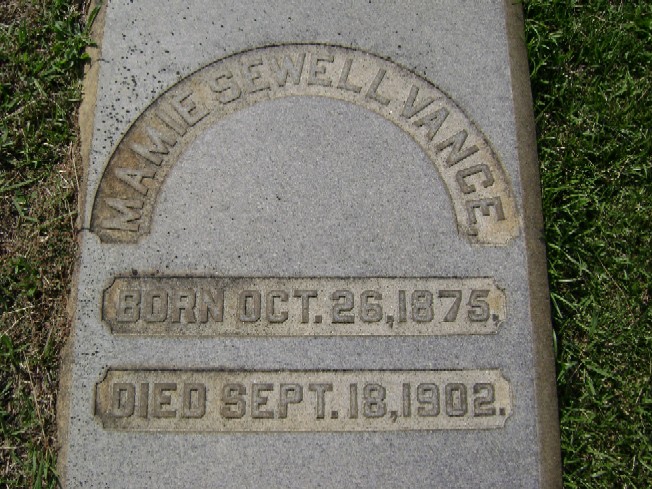 MAMIE SEWELL VANCE,
BORN OCT. 26, 1875.
DIED SEPT. 18, 1902.